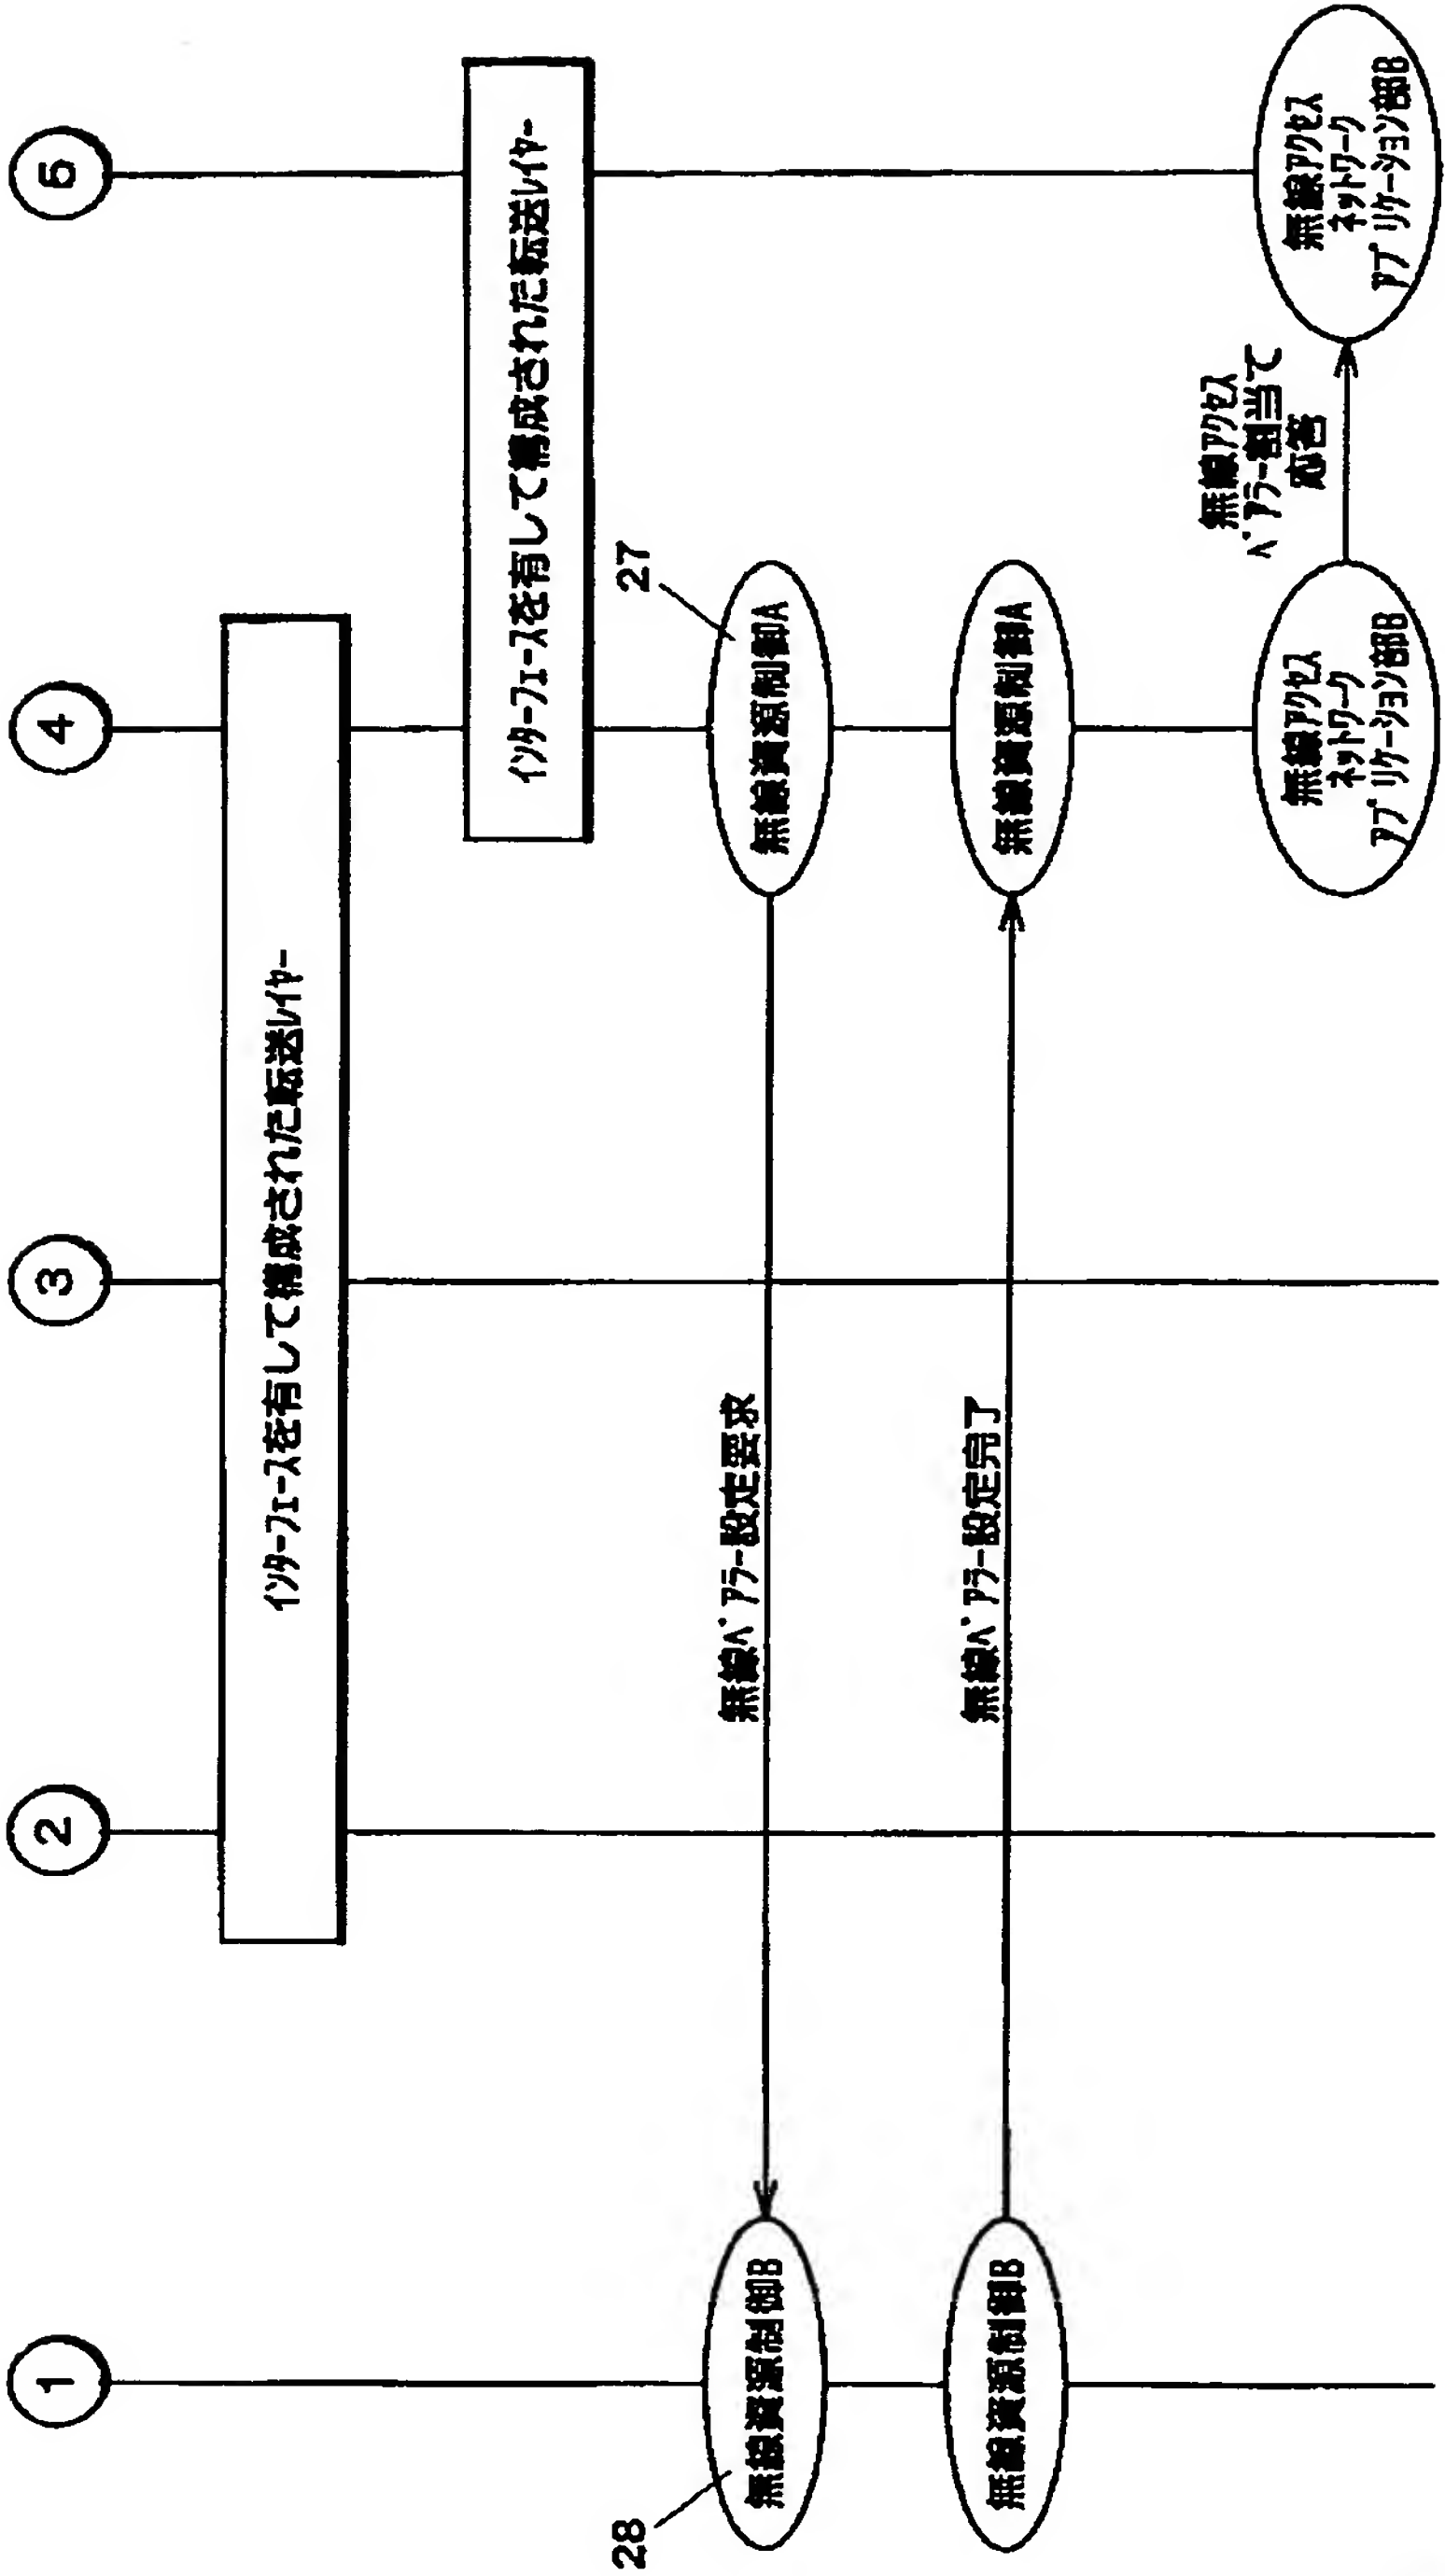 1
2
3
4
5
インターフェースを有して構成された転送レイヤー
インターフェースを有して構成された転送レイヤー
28
27
無線資源制御B
無線ベアラー設定要求
無線資源制御A
無線資源制御B
無線ベアラー設定完了
無線資源制御A
無線アクセス
ネットワーク
アプリケーション部B
無線アクセス
ベアラー割当て
応答
無線アクセス
ネットワーク
アプリケーション部B